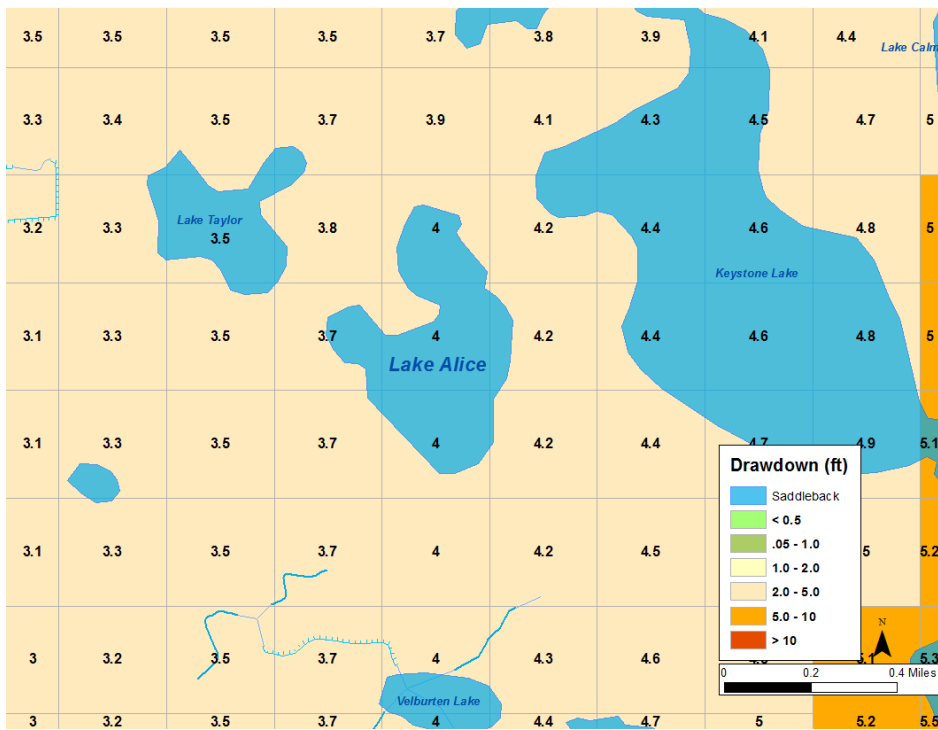 3.5 3.5 3.5 3.5 3.7 3.8 3.9 4.1 4.4
Lake Calm
3.3 3.4 3.5 3.7 3.9 4.1 4.3 4.5 4.7 5
Lake Taylor
3.2 3.3 3.5 3.8 4 4.2 4.4 4.6 4.8 5
Keystone Lake
3.1 3.3 3.5 3.7 4 4.2 4.4 4.6 4.8 5
Lake Alice
3.1 3.3 3.5 3.7 4 4.2 4.4 4.7 4.9 5.1
Drawdown (ft)
Saddleback
< 0.5
.05 - 1.0
1.0 - 2.0
2.0 - 5.0
5.0 - 10
> 10
3.1 3.3 3.5 3.7 4 4.2 4.5 5 5.2
N
3 3.2 3.5 3.7 4 4.3 4.6 5.1 5.3
0 0.2 0.4 Miles
Velburten Lake
3 3.2 3.5 3.7 4 4.4 4.7 5 5.2 5.5